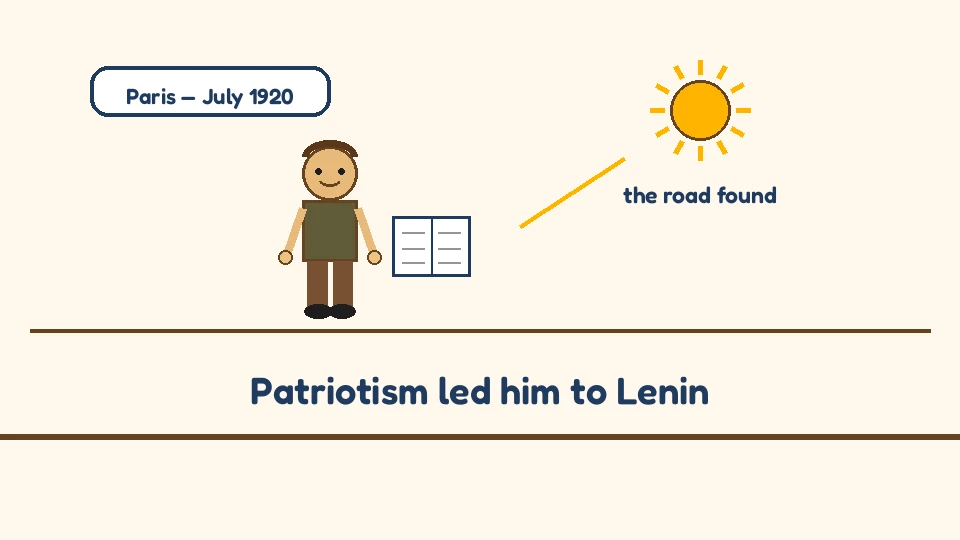 Paris – July 1920
the road found
Patriotism led him to Lenin